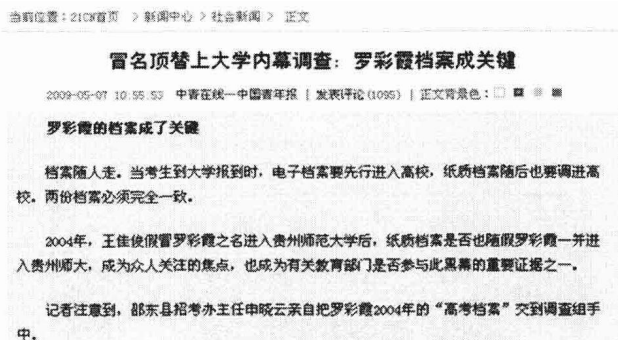 当前位置：21CN首页 > 新闻中心 > 社会新闻 > 正文
冒名顶替上大学内幕调查：罗彩霞档案成关键
2009-05-07 10:55:53 中青在线—中国青年报 | 发表评论(1095) | 正文背景色：
罗彩霞的档案成了关键
档案随人走。当考生到大学报到时，电子档案要先行进入高校，纸质档案随后也要调进高
校。两份档案必须完全一致。
2004年，王佳俊假冒罗彩霞之名进入贵州师范大学后，纸质档案是否也随假罗彩霞一并进
入贵州师大，成为众人关注的焦点，也成为有关教育部门是否参与此黑幕的重要证据之一。
记者注意到，邵东县招考办主任申晓云亲自把罗彩霞2004年的“高考档案”交到调查组手
中。